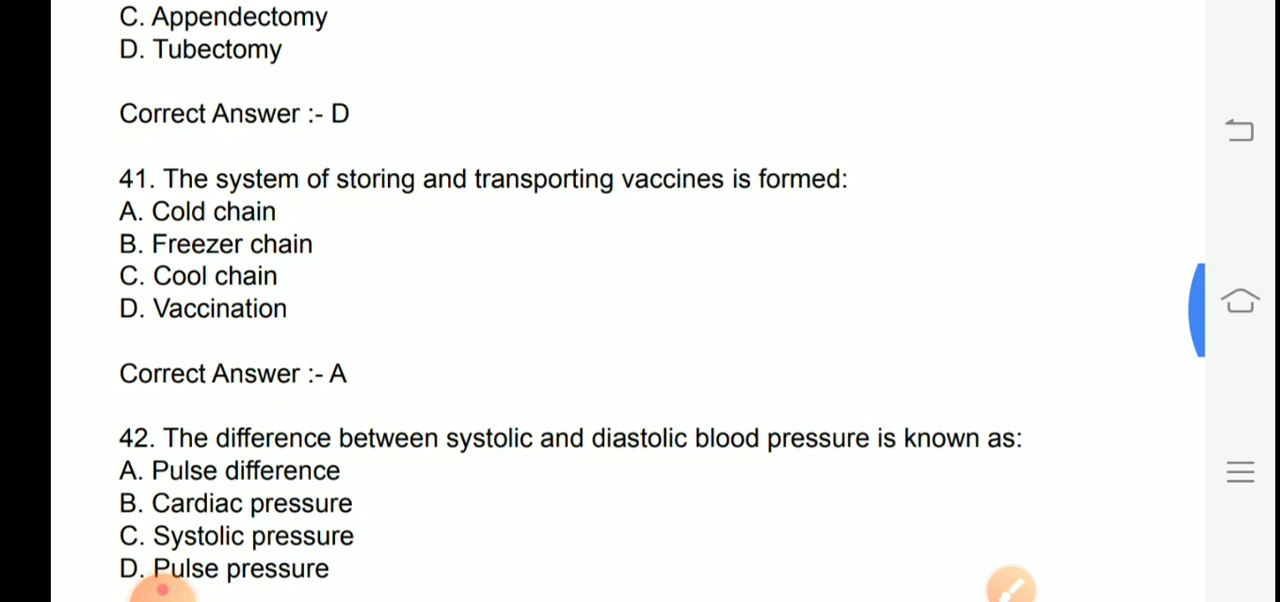 C. Appendectomy
D. Tubectomy
Correct Answer :- D
41. The system of storing and transporting vaccines is formed:
A. Cold chain
B. Freezer chain
C. Cool chain
D. Vaccination
Correct Answer :- A
42. The difference between systolic and diastolic blood pressure is known as:
A. Pulse difference
B. Cardiac pressure
C. Systolic pressure
D. Pulse pressure